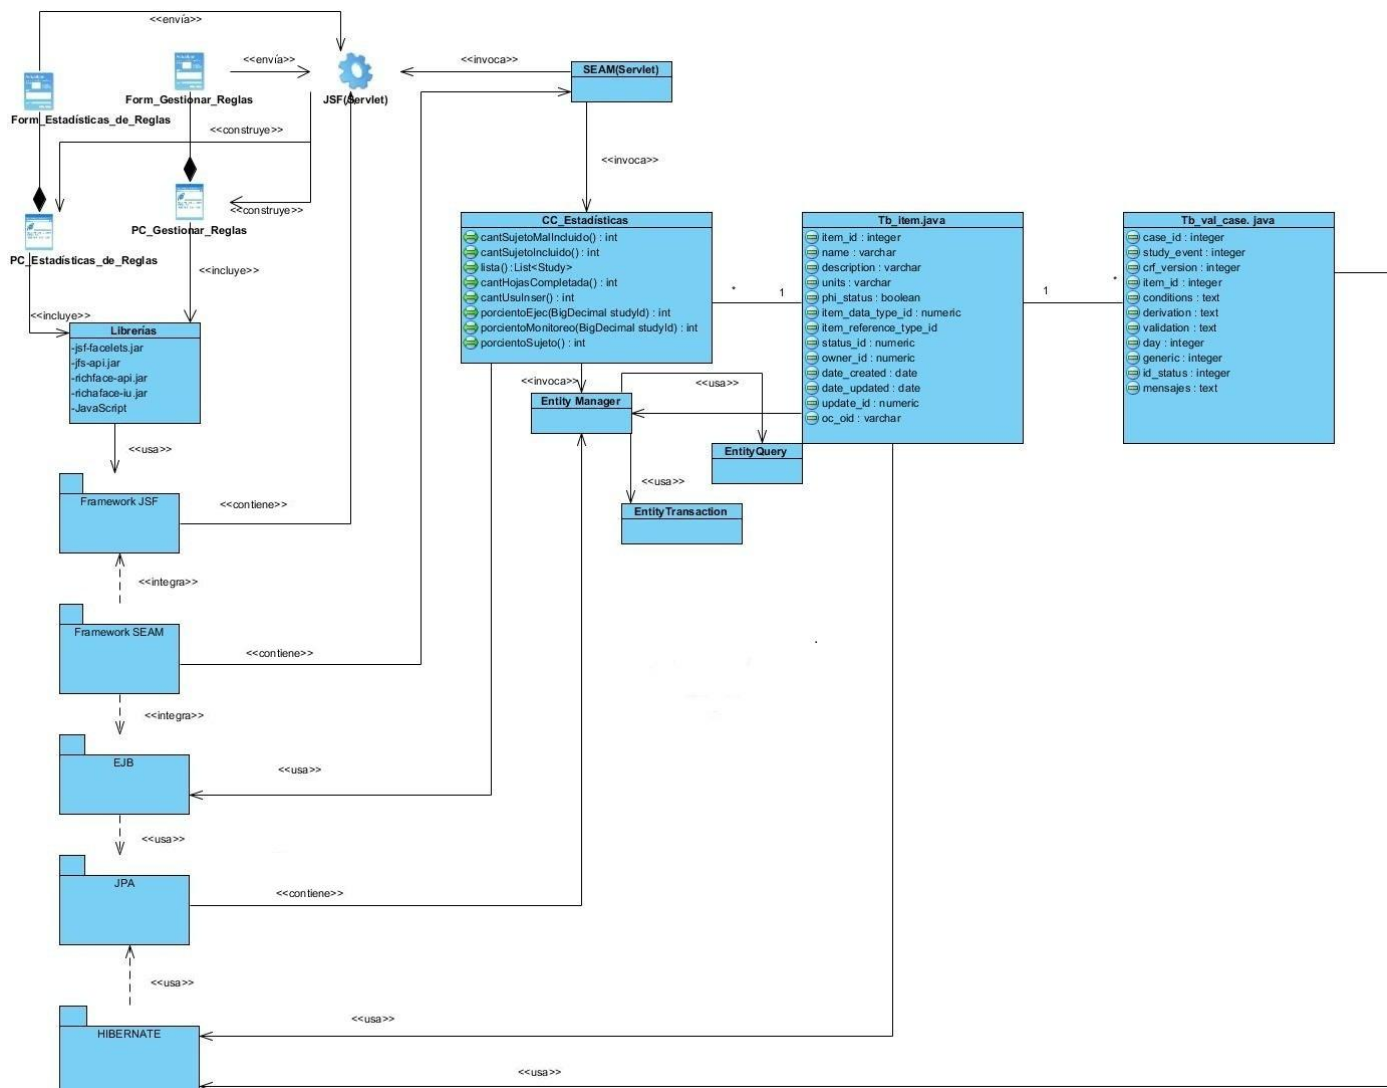 <<envía>>
<<envía>>
<<invoca>>
SEAM(Servlet)
Form_Gestionar_Reglas
JSF(Servlet)
Form_Estadísticas_de_Reglas
<<construye>>
<<invoca>>
<<construye>>
PC_Gestionar_Reglas
PC_Estadísticas_de_Reglas
<<incluye>>
<<incluye>>
Librerías
-jsf-facelets.jar
-jfs-api.jar
-richface-api.jar
-richaface-iu.jar
-JavaScript
CC_Estadísticas
cantSujetoMalIncluido() : int
cantSujetoIncluido() : int
lista() : List<Study>
cantHojasCompletada() : int
cantUsuInser() : int
porcientoEjec(BigDecimal studyId) : int
porcientoMonitoreo(BigDecimal studyId) : int
porcientoSujeto() : int
*
1
Tb_item.java
item_id : integer
name : varchar
description : varchar
units : varchar
phi_status : boolean
item_data_type_id : numeric
item_reference_type_id
status_id : numeric
owner_id : numeric
date_created : date
date_updated : date
update_id : numeric
oc_oid : varchar
1
*
Tb_val_case. java
case_id : integer
study_event : integer
crf_version : integer
item_id : integer
conditions : text
derivation : text
validation : text
day : integer
generic : integer
id_status : integer
mensajes : text
<<invoca>>
<<usa>>
Entity Manager
EntityQuery
<<usa>>
EntityTransaction
<<usa>>
Framework JSF
<<contiene>>
<<integra>>
Framework SEAM
<<contiene>>
<<integra>>
EJB
<<usa>>
<<usa>>
JPA
<<contiene>>
<<usa>>
HIBERNATE
<<usa>>
<<usa>>